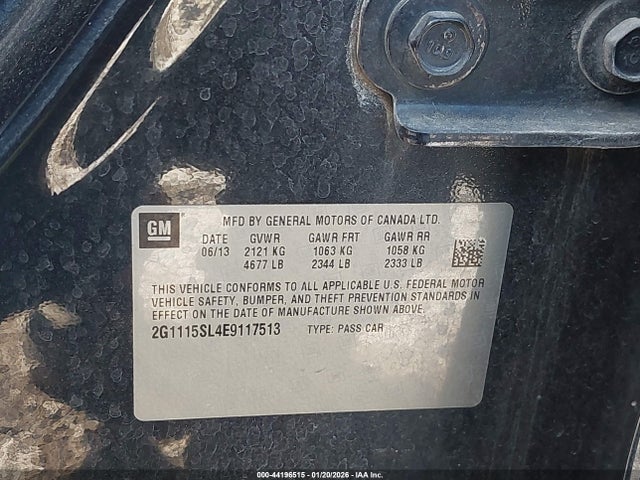 GM
MFD BY GENERAL MOTORS OF CANADA LTD.
DATE GVWR GAWR FRT GAWR RR
06/13 2121 KG 1063 KG 1058 KG
4677 LB 2344 LB 2333 LB
THIS VEHICLE CONFORMS TO ALL APPLICABLE U.S. FEDERAL MOTOR
VEHICLE SAFETY, BUMPER, AND THEFT PREVENTION STANDARDS IN
EFFECT ON THE DATE OF MANUFACTURE SHOWN ABOVE.
2G1115SL4E9117513 TYPE: PASS CAR
000-44196515 - 01/20/2026 - IAA Inc.